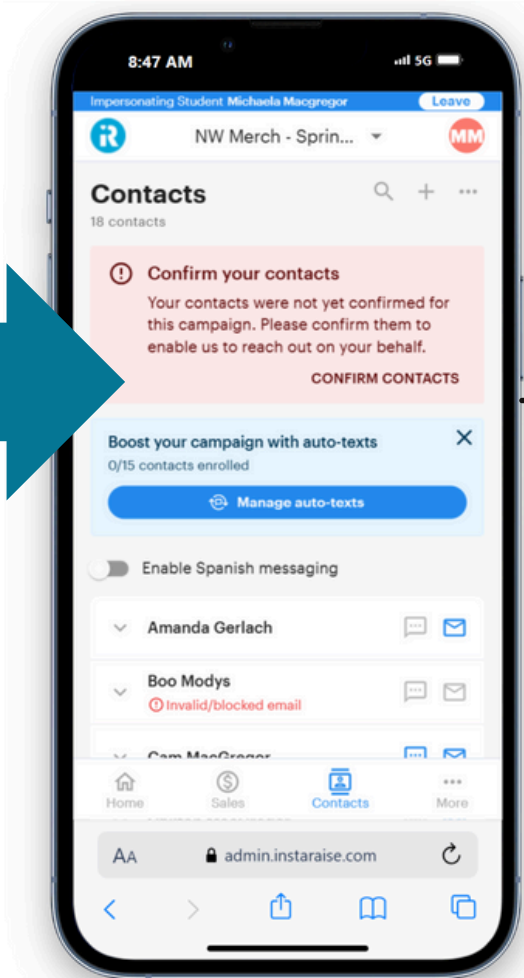 8:47 AM 5G
Impersonating Student Michaela Macgregor Leave
iR NW Merch - Sprin... MM
Contacts
18 contacts
Confirm your contacts
Your contacts were not yet confirmed for
this campaign. Please confirm them to
enable us to reach out on your behalf.
CONFIRM CONTACTS
Boost your campaign with auto-texts
0/15 contacts enrolled
Manage auto-texts
Enable Spanish messaging
Amanda Gerlach
Boo Modys
Invalid/blocked email
Cam MacGregor
Home Sales Contacts More
AA admin.instaraise.com